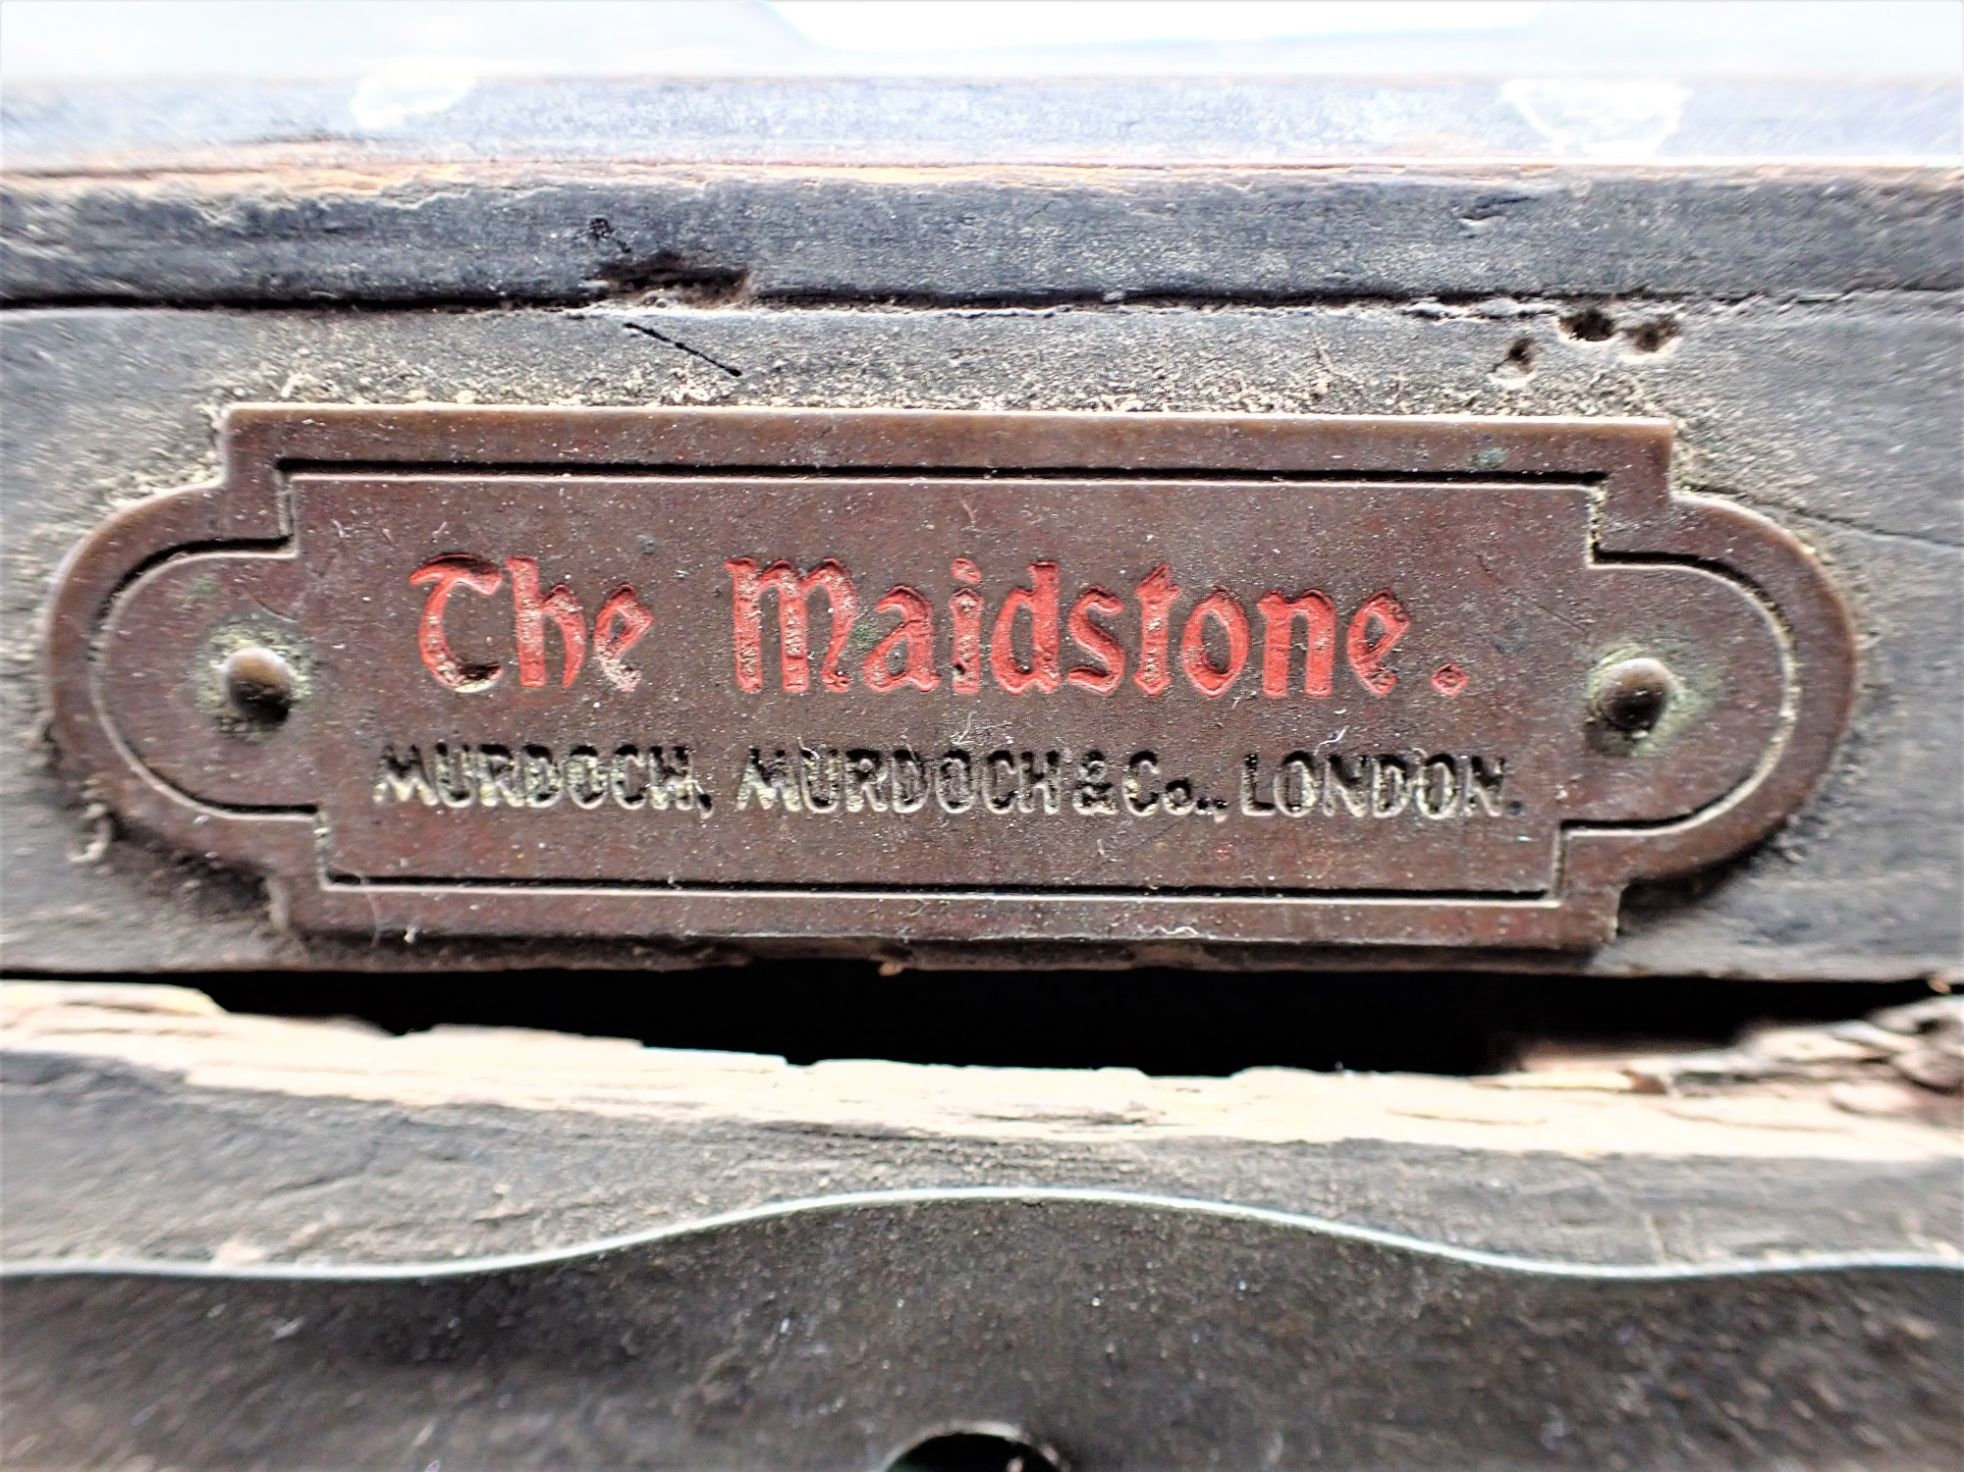 The Maidstone.
MURDOCH, MURDOCH & Co., LONDON.